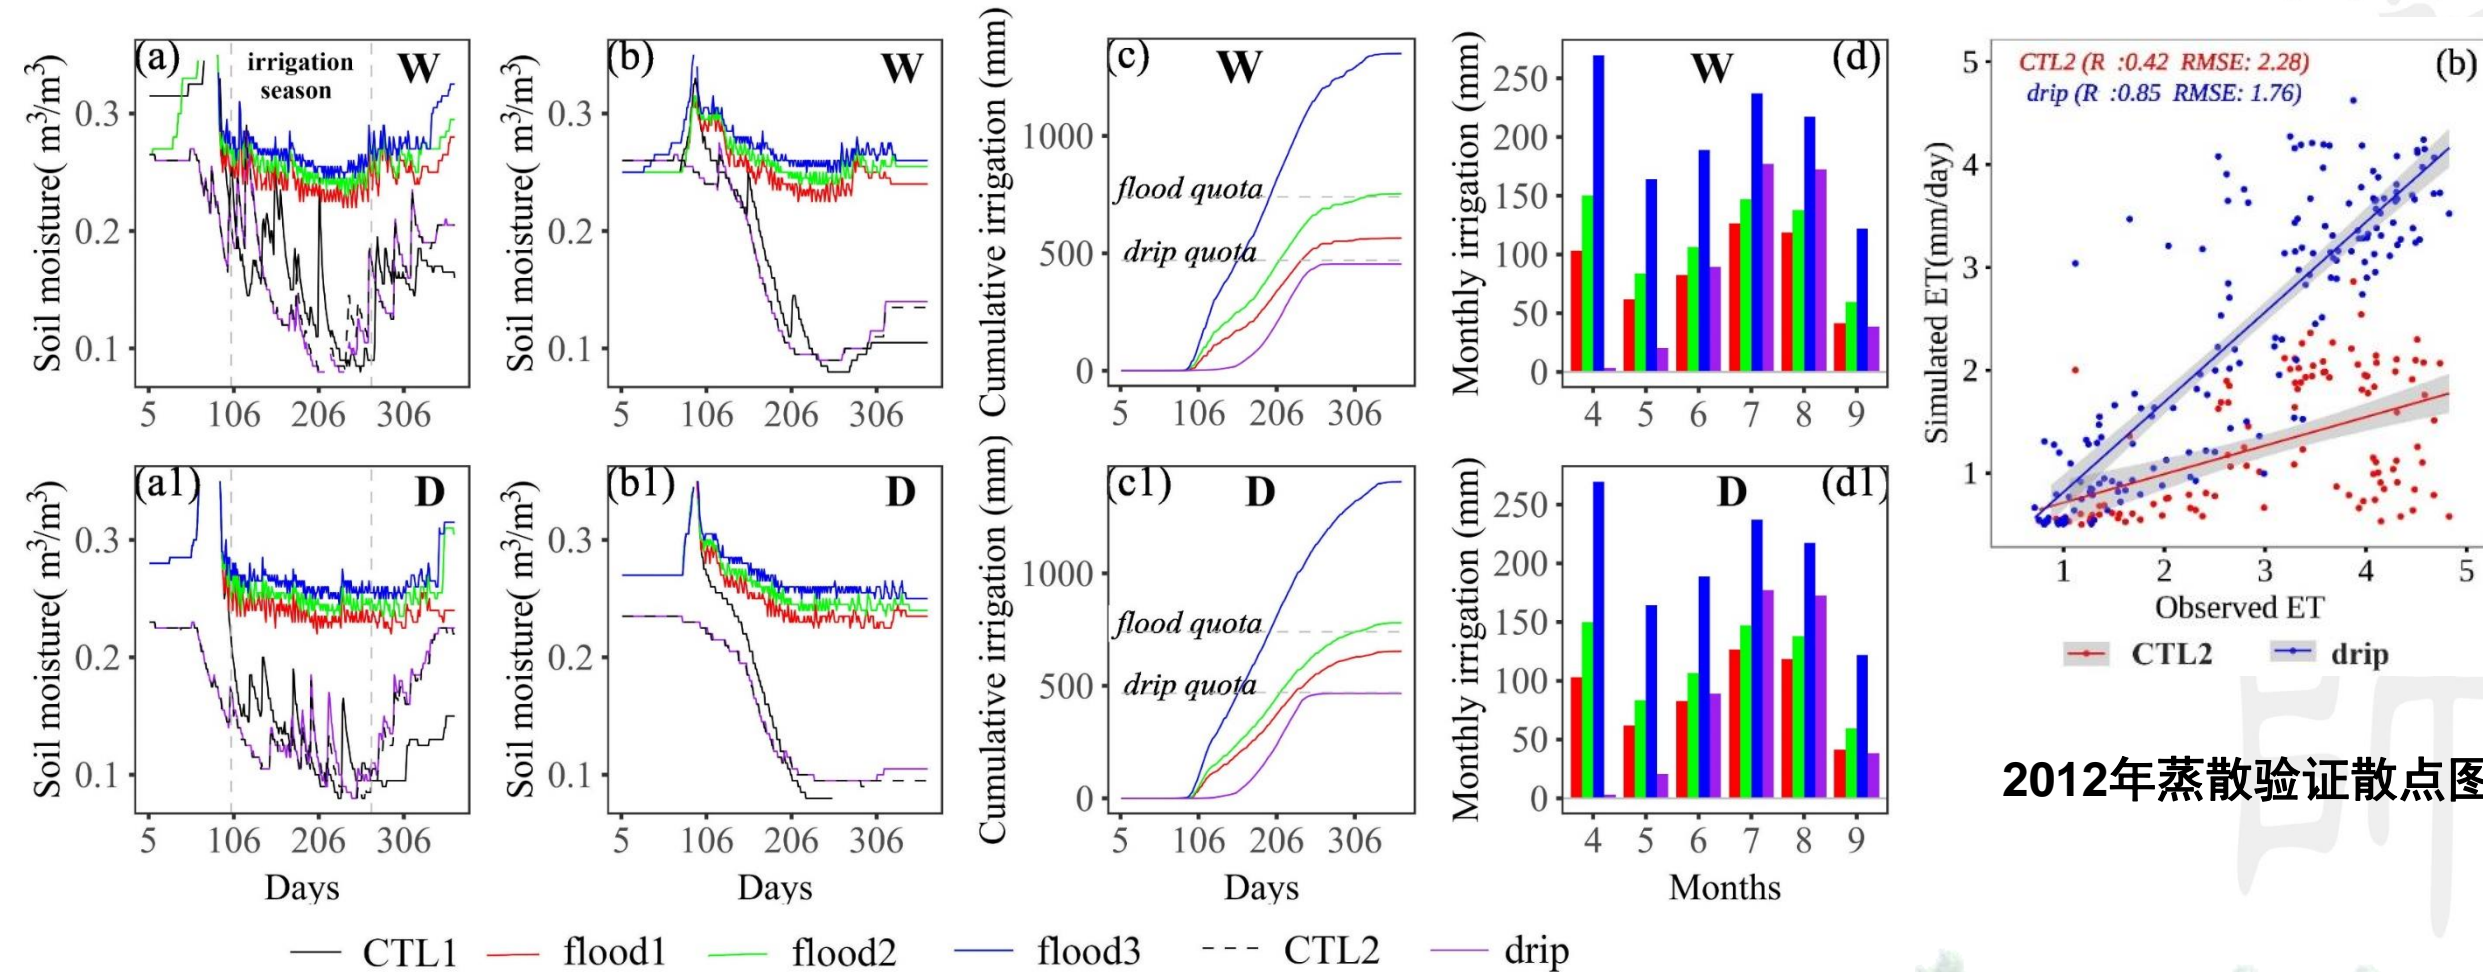 (a) irrigation season W
Soil moisture( m³/m³)
0.3
0.2
0.1
5 106 206 306
(b) W
Soil moisture( m³/m³)
0.3
0.2
0.1
5 106 206 306
(c) W
Cumulative irrigation (mm)
1000
500
0
flood quota
drip quota
5 106 206 306
W (d)
Monthly irrigation (mm)
250
200
150
100
50
0
4 5 6 7 8 9
CTL2 (R :0.42 RMSE: 2.28) (b)
drip (R :0.85 RMSE: 1.76)
Simulated ET(mm/day)
5
4
3
2
1
1 2 3 4 5
Observed ET
CTL2 drip
2012年蒸散验证散点图
(a1) D
Soil moisture( m³/m³)
0.3
0.2
0.1
5 106 206 306
Days
(b1) D
Soil moisture( m³/m³)
0.3
0.2
0.1
5 106 206 306
Days
(c1) D
Cumulative irrigation (mm)
1000
500
0
flood quota
drip quota
5 106 206 306
Days
D (d1)
Monthly irrigation (mm)
250
200
150
100
50
0
4 5 6 7 8 9
Months
CTL1 flood1 flood2 flood3 CTL2 drip